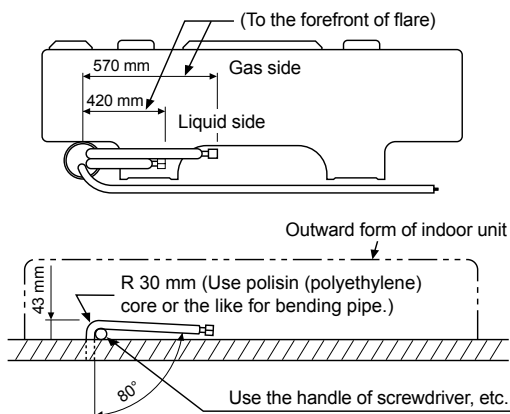 (To the forefront of flare)
570 mm
Gas side
420 mm
Liquid side
Outward form of indoor unit
43 mm
R 30 mm (Use polisin (polyethylene)
core or the like for bending pipe.)
80°
Use the handle of screwdriver, etc.